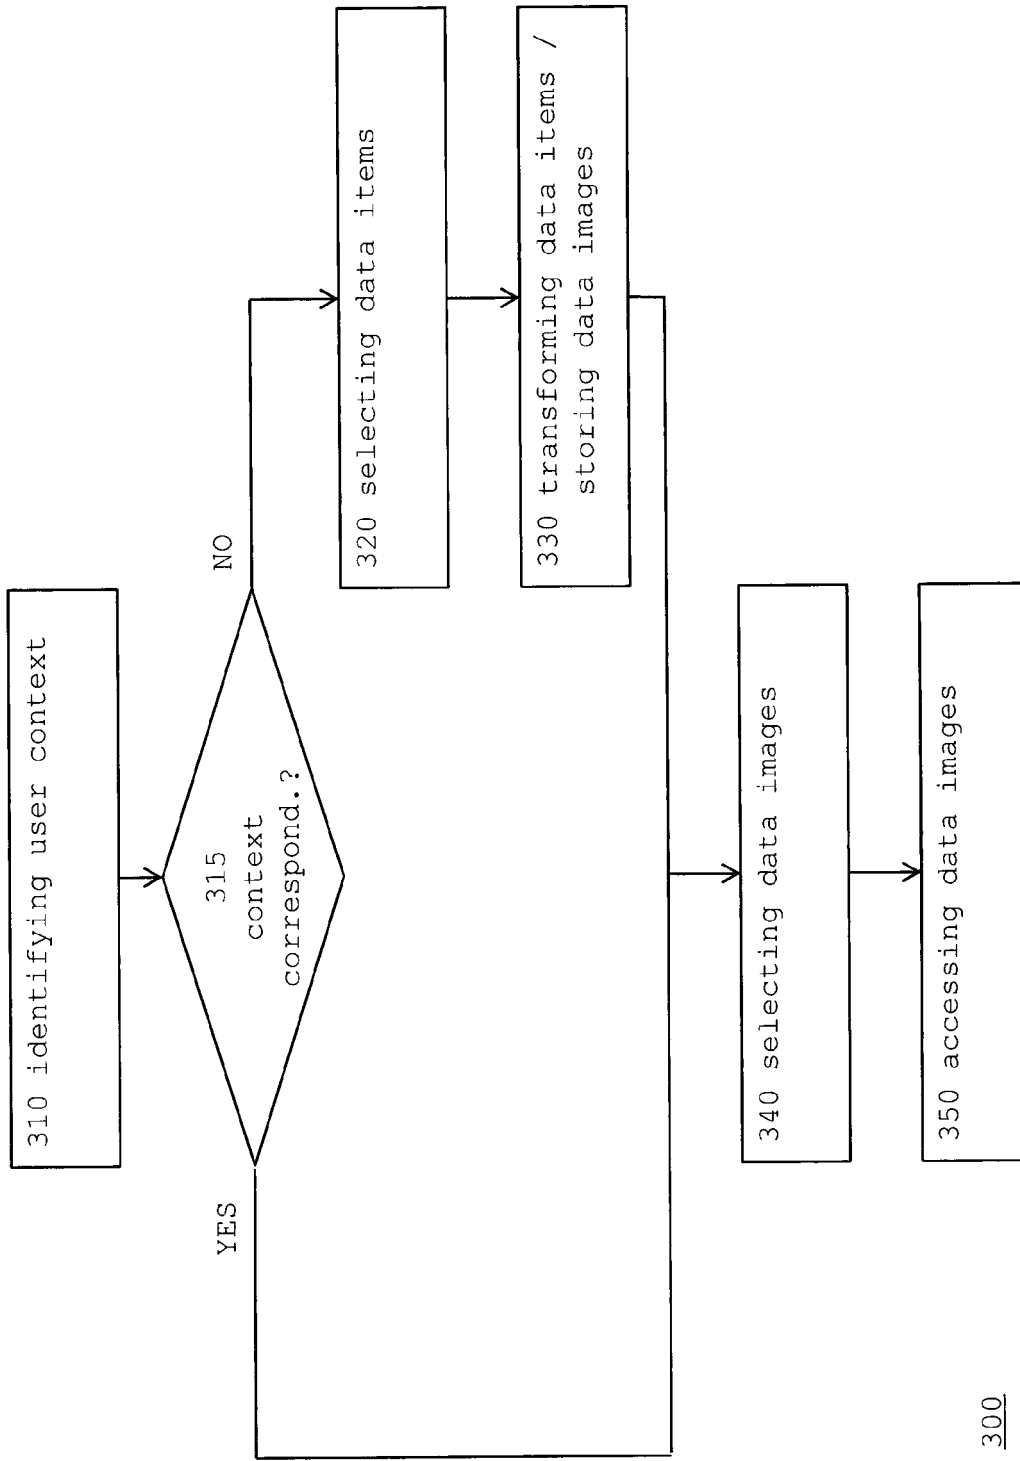 310 identifying user context
315
context
correspond.?
YES
NO
320 selecting data items
330 transforming data items /
storing data images
340 selecting data images
350 accessing data images
300